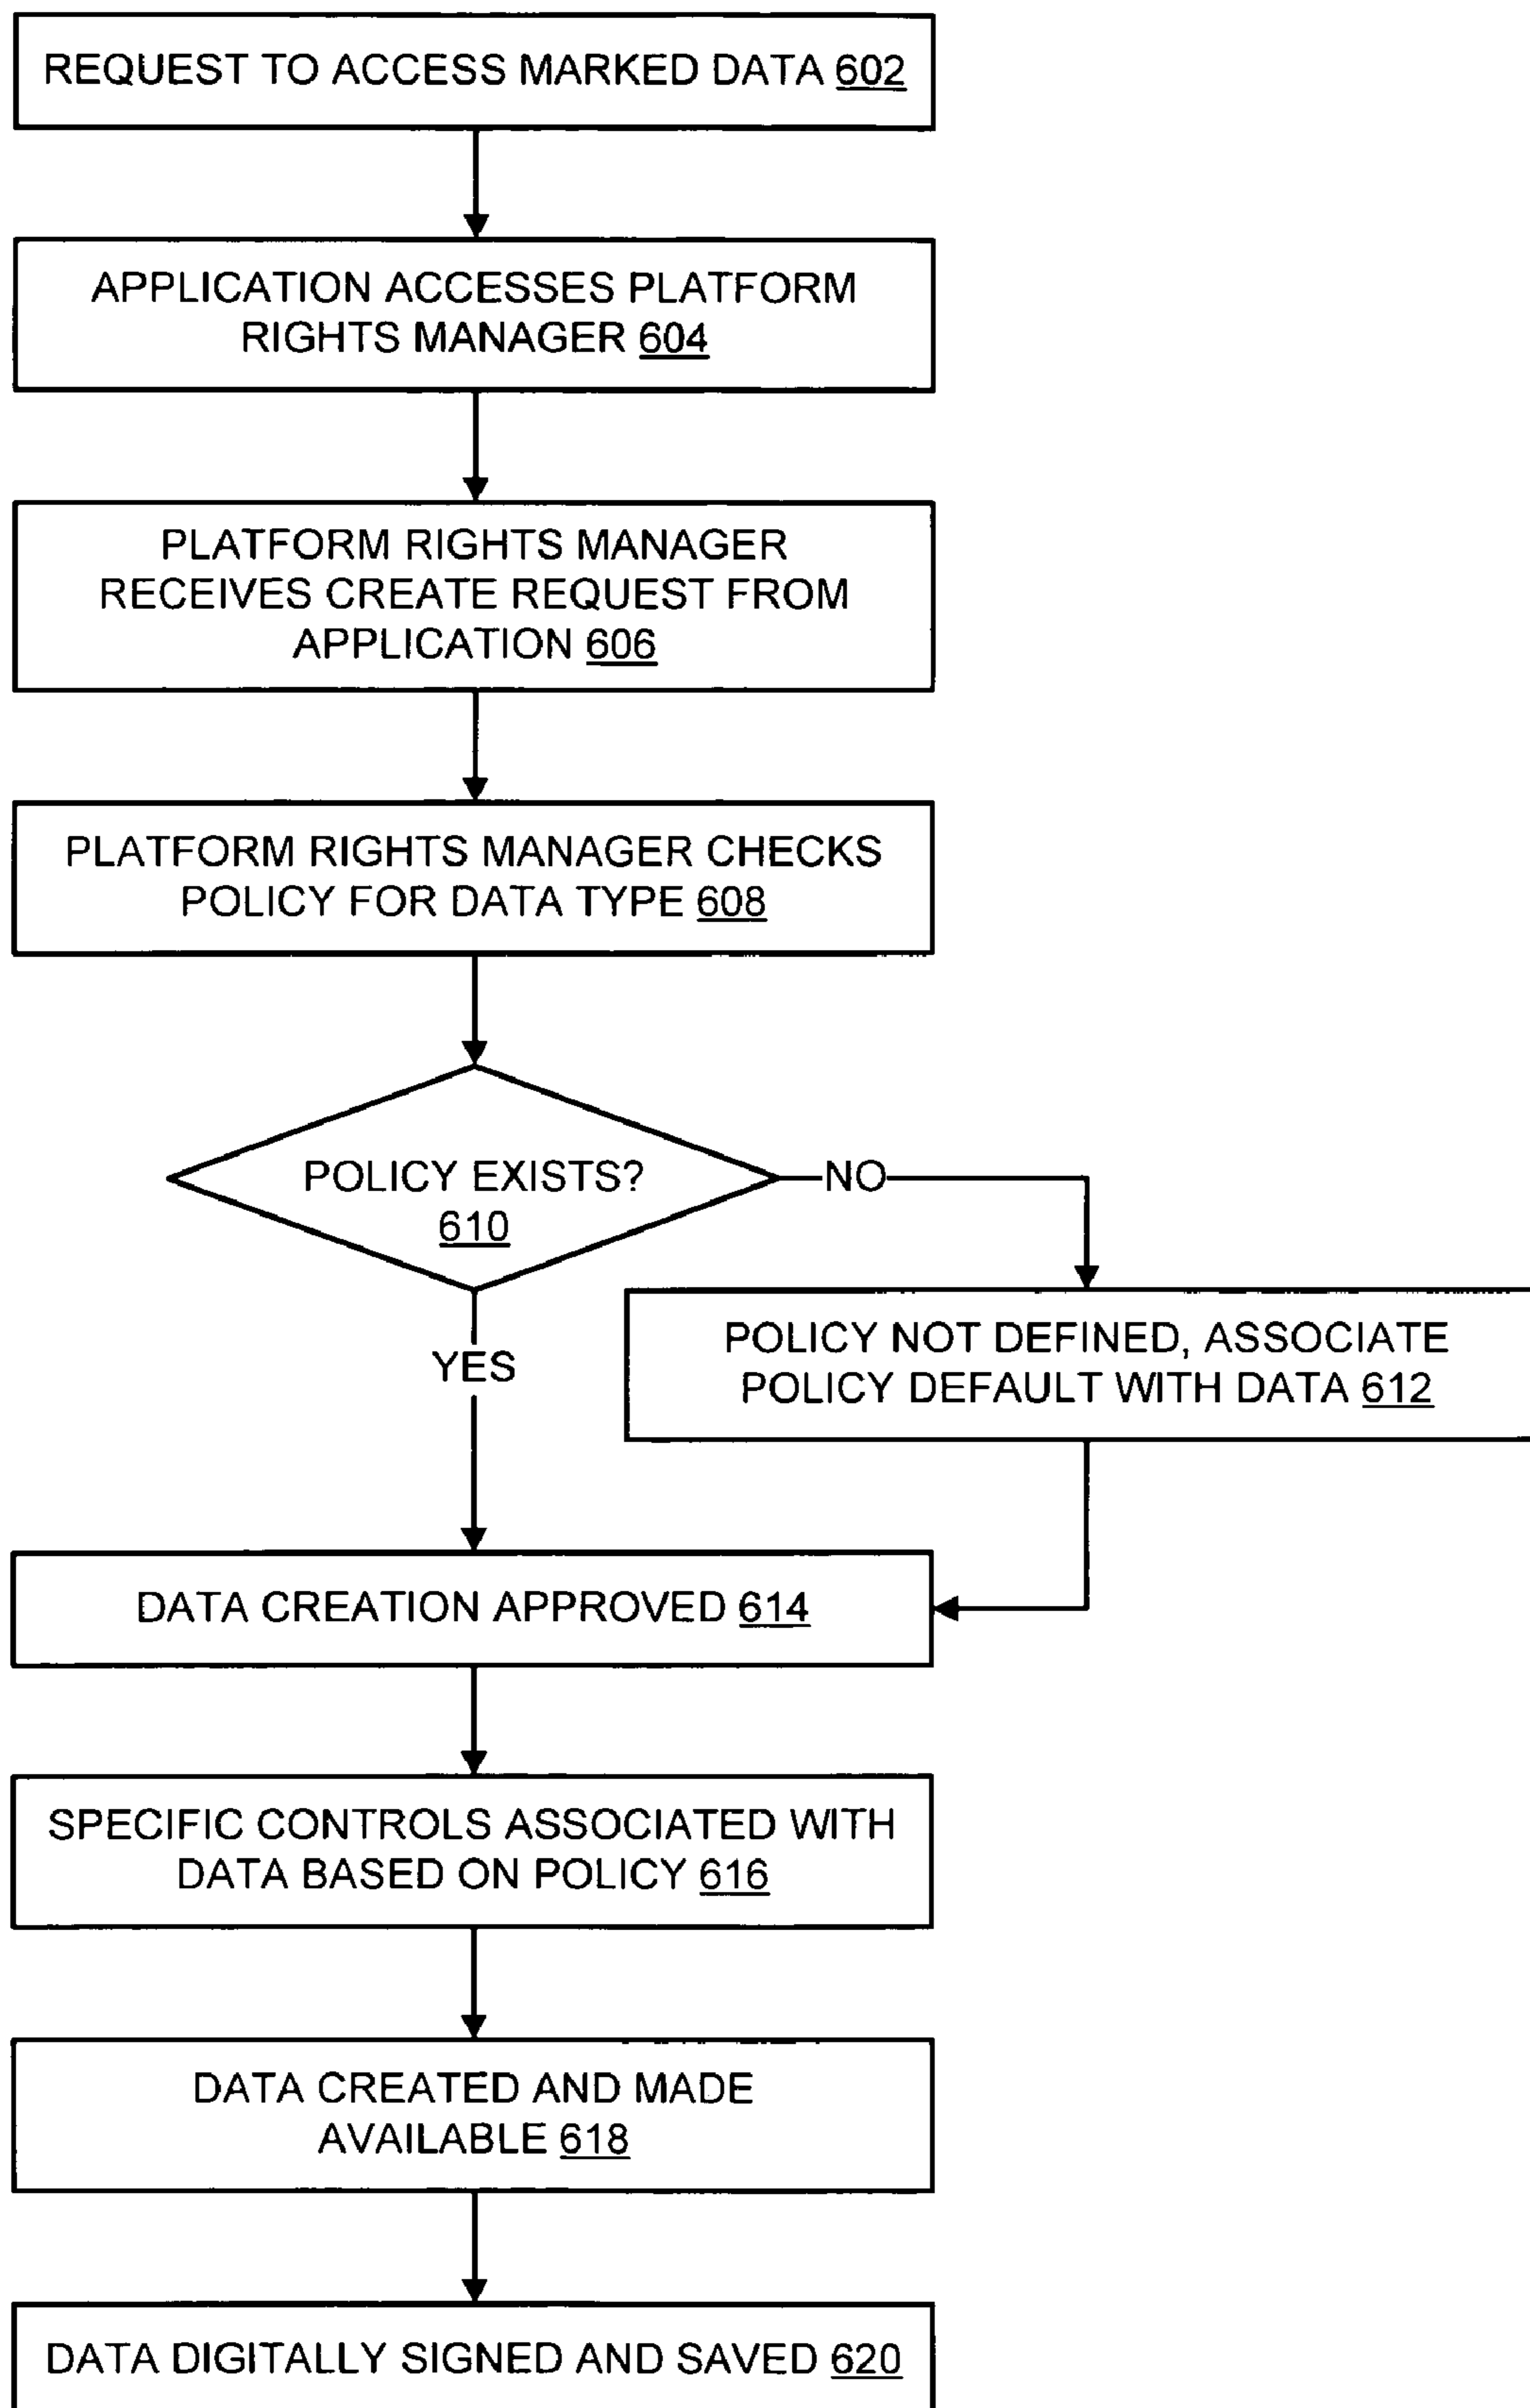 REQUEST TO ACCESS MARKED DATA 602
APPLICATION ACCESSES PLATFORM
RIGHTS MANAGER 604
PLATFORM RIGHTS MANAGER
RECEIVES CREATE REQUEST FROM
APPLICATION 606
PLATFORM RIGHTS MANAGER CHECKS
POLICY FOR DATA TYPE 608
POLICY EXISTS?
610
NO
YES
POLICY NOT DEFINED, ASSOCIATE
POLICY DEFAULT WITH DATA 612
DATA CREATION APPROVED 614
SPECIFIC CONTROLS ASSOCIATED WITH
DATA BASED ON POLICY 616
DATA CREATED AND MADE
AVAILABLE 618
DATA DIGITALLY SIGNED AND SAVED 620